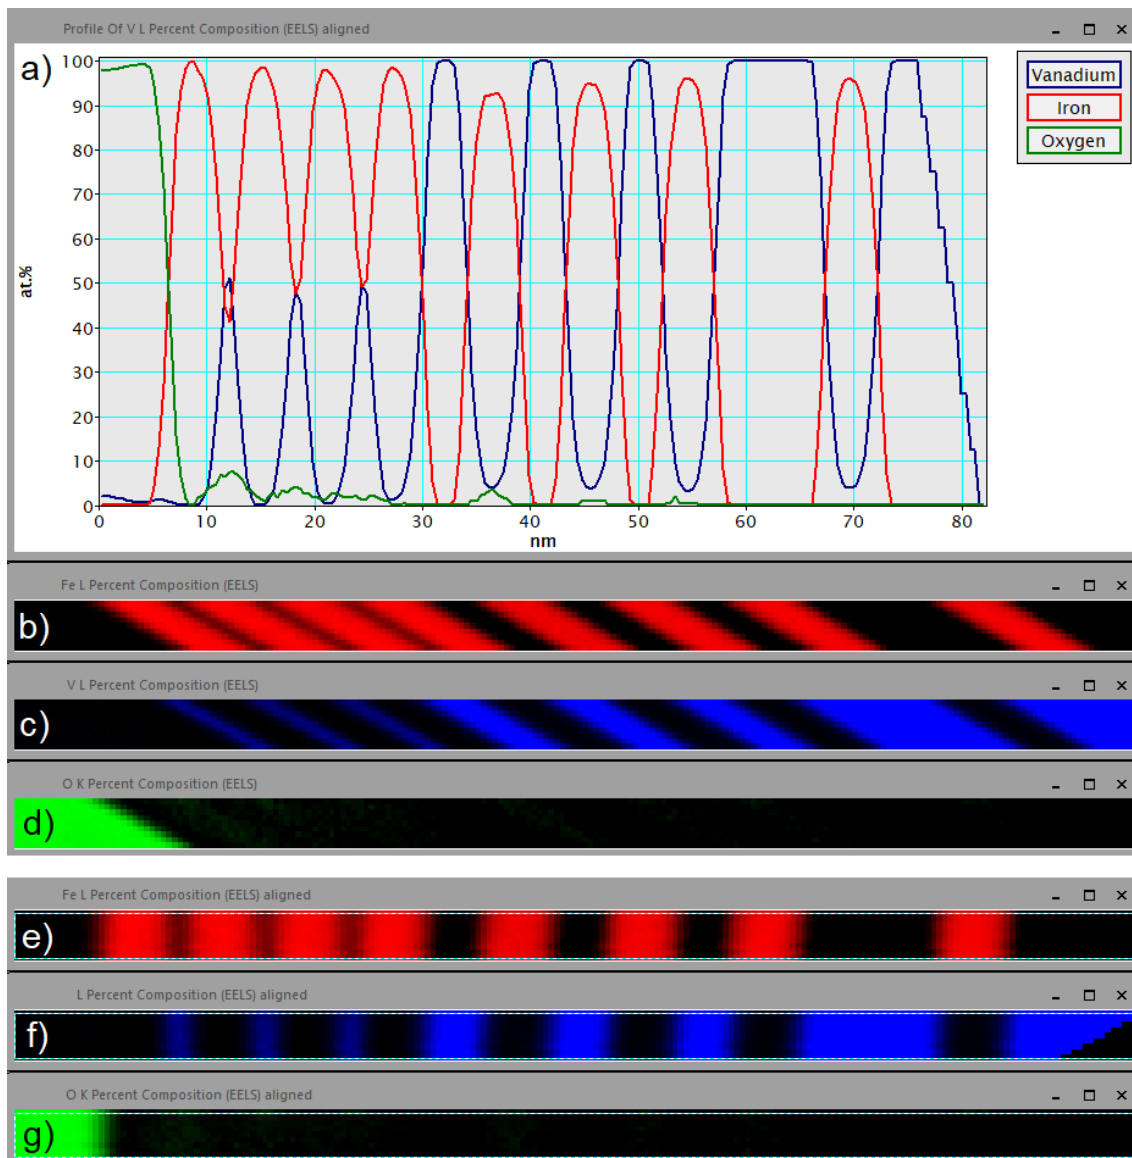 Profile Of V L Percent Composition (EELS) aligned
a)
100
90
80
70
60
50
40
30
20
10
0
at.%
0 10 20 30 40 50 60 70 80
nm
Vanadium
Iron
Oxygen
Fe L Percent Composition (EELS)
b)
V L Percent Composition (EELS)
c)
O K Percent Composition (EELS)
d)
Fe L Percent Composition (EELS) aligned
e)
L Percent Composition (EELS) aligned
f)
O K Percent Composition (EELS) aligned
g)